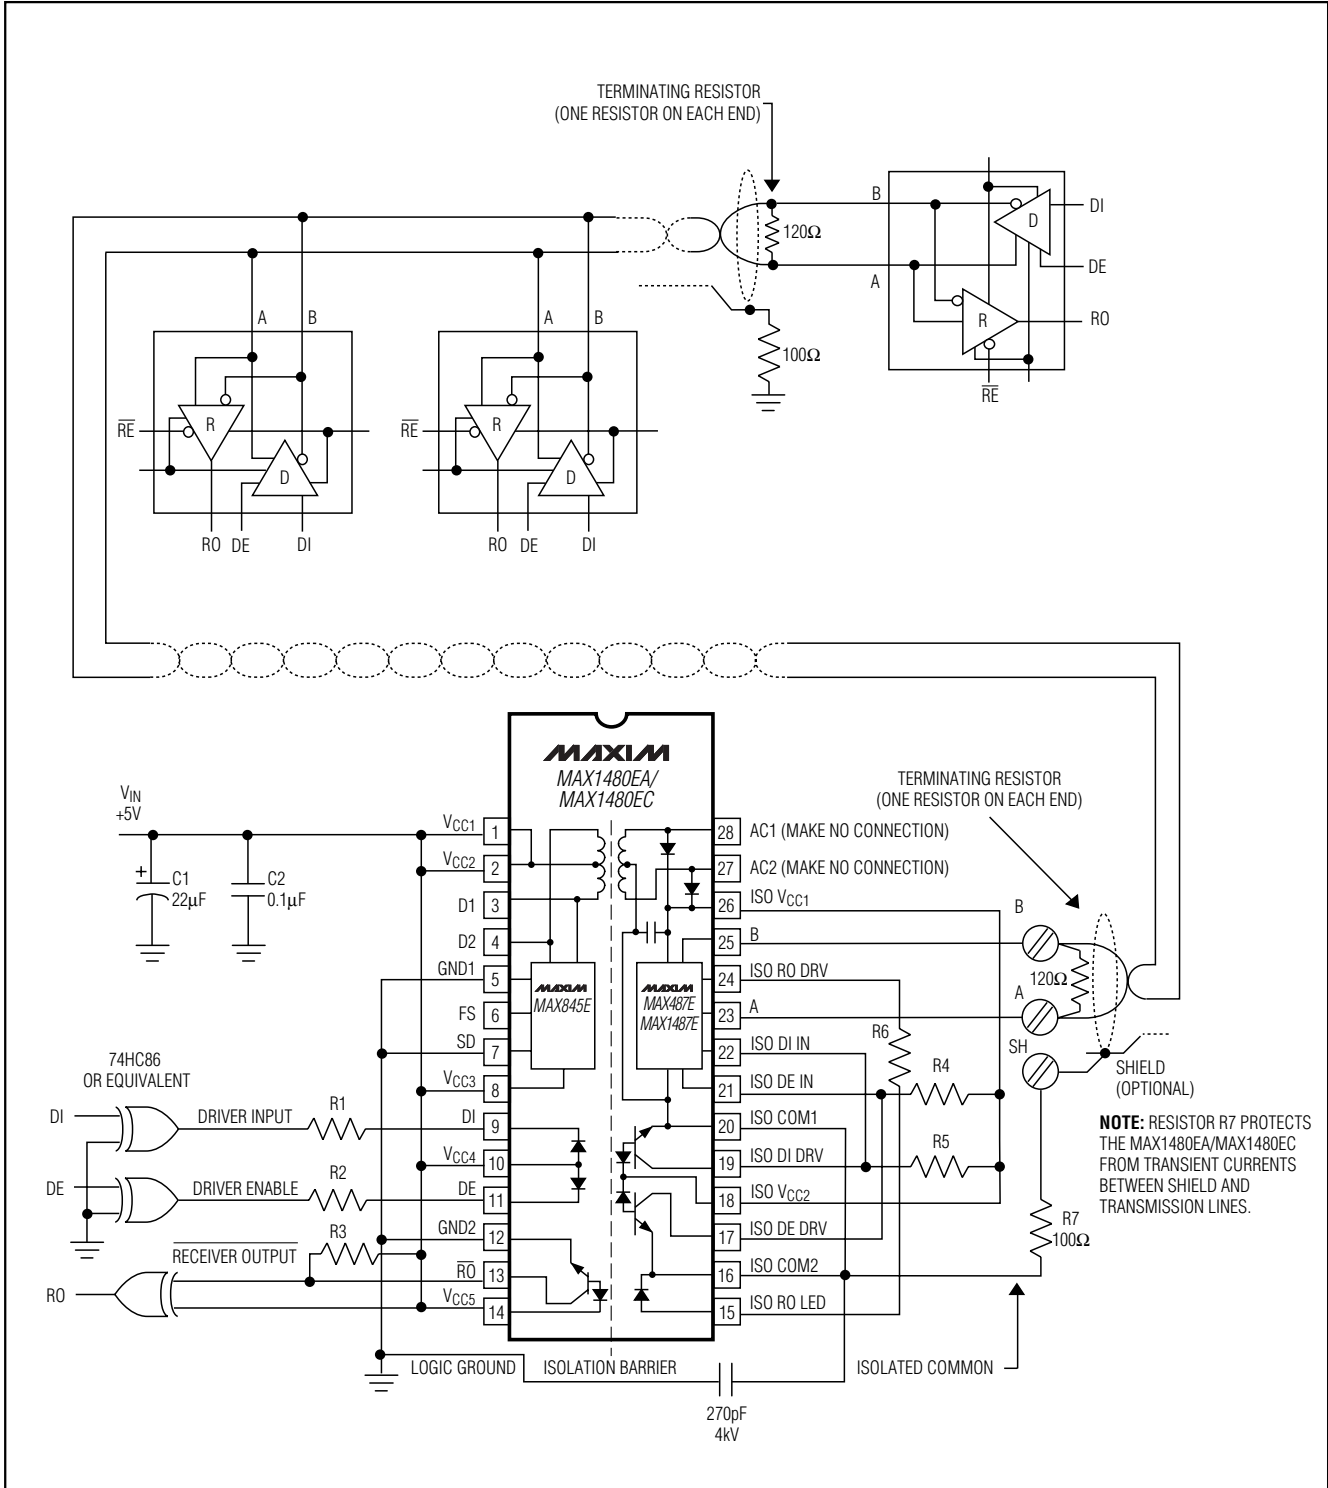 TERMINATING RESISTOR
(ONE RESISTOR ON EACH END)
B
120Ω
A
100Ω
D
DI
DE
R
RO
R̅E̅
A B
R̅E̅
R
D
RO DE DI
A B
R̅E̅
R
D
RO DE DI
MAXIM
MAX1480EA/
MAX1480EC
VIN
+5V
+
C1
22μF
C2
0.1μF
VCC1 1
VCC2 2
D1 3
D2 4
GND1 5
FS 6
SD 7
VCC3 8
DI 9
VCC4 10
DE 11
GND2 12
R̅O̅ 13
VCC5 14
MAXIM
MAX845E
MAXIM
MAX487E
MAX1487E
28 AC1 (MAKE NO CONNECTION)
27 AC2 (MAKE NO CONNECTION)
26 ISO VCC1
25 B
24 ISO RO DRV
23 A
22 ISO DI IN
21 ISO DE IN
20 ISO COM1
19 ISO DI DRV
18 ISO VCC2
17 ISO DE DRV
16 ISO COM2
15 ISO RO LED
74HC86
OR EQUIVALENT
DI
DRIVER INPUT
R1
DE
DRIVER ENABLE
R2
R̅E̅C̅E̅I̅V̅E̅R̅ O̅U̅T̅P̅U̅T̅
R3
RO
R6
R4
R5
TERMINATING RESISTOR
(ONE RESISTOR ON EACH END)
B
120Ω
A
SH
SHIELD
(OPTIONAL)
NOTE: RESISTOR R7 PROTECTS
THE MAX1480EA/MAX1480EC
FROM TRANSIENT CURRENTS
BETWEEN SHIELD AND
TRANSMISSION LINES.
R7
100Ω
LOGIC GROUND
ISOLATION BARRIER
ISOLATED COMMON
270pF
4kV